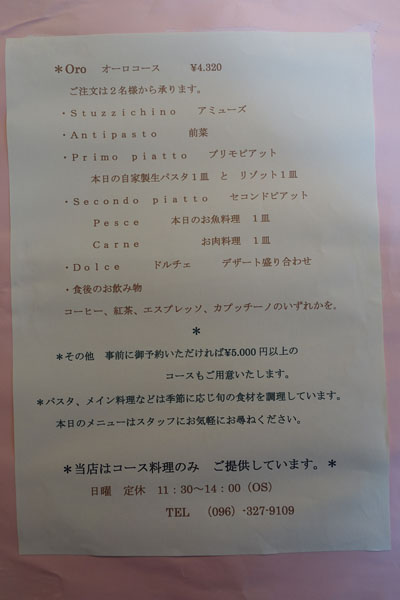 ＊Oro　オーロコース　　¥4.320
ご注文は２名様から承ります。
・Ｓｔｕｚｚｉｃｈｉｎｏ　アミューズ
・Ａｎｔｉｐａｓｔｏ　　前菜
・Ｐｒｉｍｏ　ｐｉａｔｔｏ　　プリモピアット
本日の自家製生パスタ１皿　と　リゾット１皿
・Ｓｅｃｏｎｄｏ　ｐｉａｔｔｏ　　セコンドピアット
Ｐｅｓｃｅ　　本日のお魚料理　１皿
Ｃａｒｎｅ　　　　お肉料理　１皿
・Ｄｏｌｃｅ　　ドルチェ　　デザート盛り合わせ
・食後のお飲み物
コーヒー、紅茶、エスプレッソ、カプッチーノのいずれかを。
＊
＊その他　事前に御予約いただければ¥5.000円以上の
コースもご用意いたします。
＊パスタ、メイン料理などは季節に応じ旬の食材を調理しています。
本日のメニューはスタッフにお気軽にお尋ねください。
＊当店はコース料理のみ　ご提供しています。＊
日曜　定休　11：30～14：00（OS）
TEL　（096）-327-9109